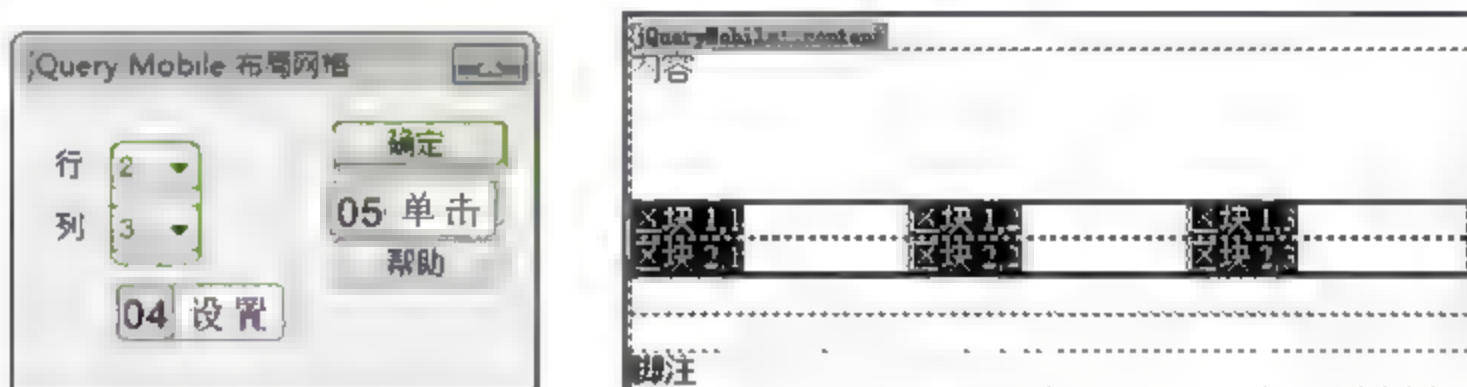 jQuery Mobile 布局网格
行 2
列 3
确定
05 单击
帮助
04 设置
jQueryMobile: content
内容
区块 1,1 区块 1,2 区块 1,3
区块 2,1 区块 2,2 区块 2,3
脚注